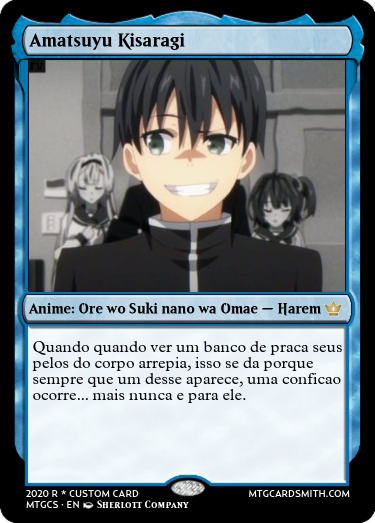 Amatsuyu Kisaragi
Anime: Ore wo Suki nano wa Omae — Harem
Quando quando ver um banco de praca seus
pelos do corpo arrepia, isso se da porque
sempre que um desse aparece, uma conficao
ocorre... mais nunca e para ele.
2020 R * CUSTOM CARD
MTGCARDSMITH.COM
MTGCS • EN SHERLOTT COMPANY